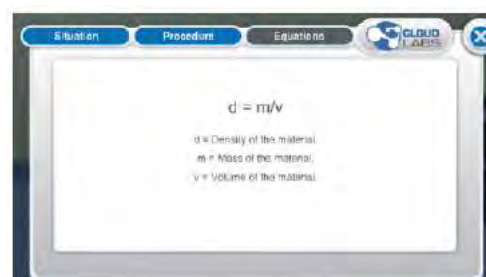 Situation Procedure Equations CLOUD LABS
d = m/v
d = Density of the material.
m = Mass of the material.
v = Volume of the material.